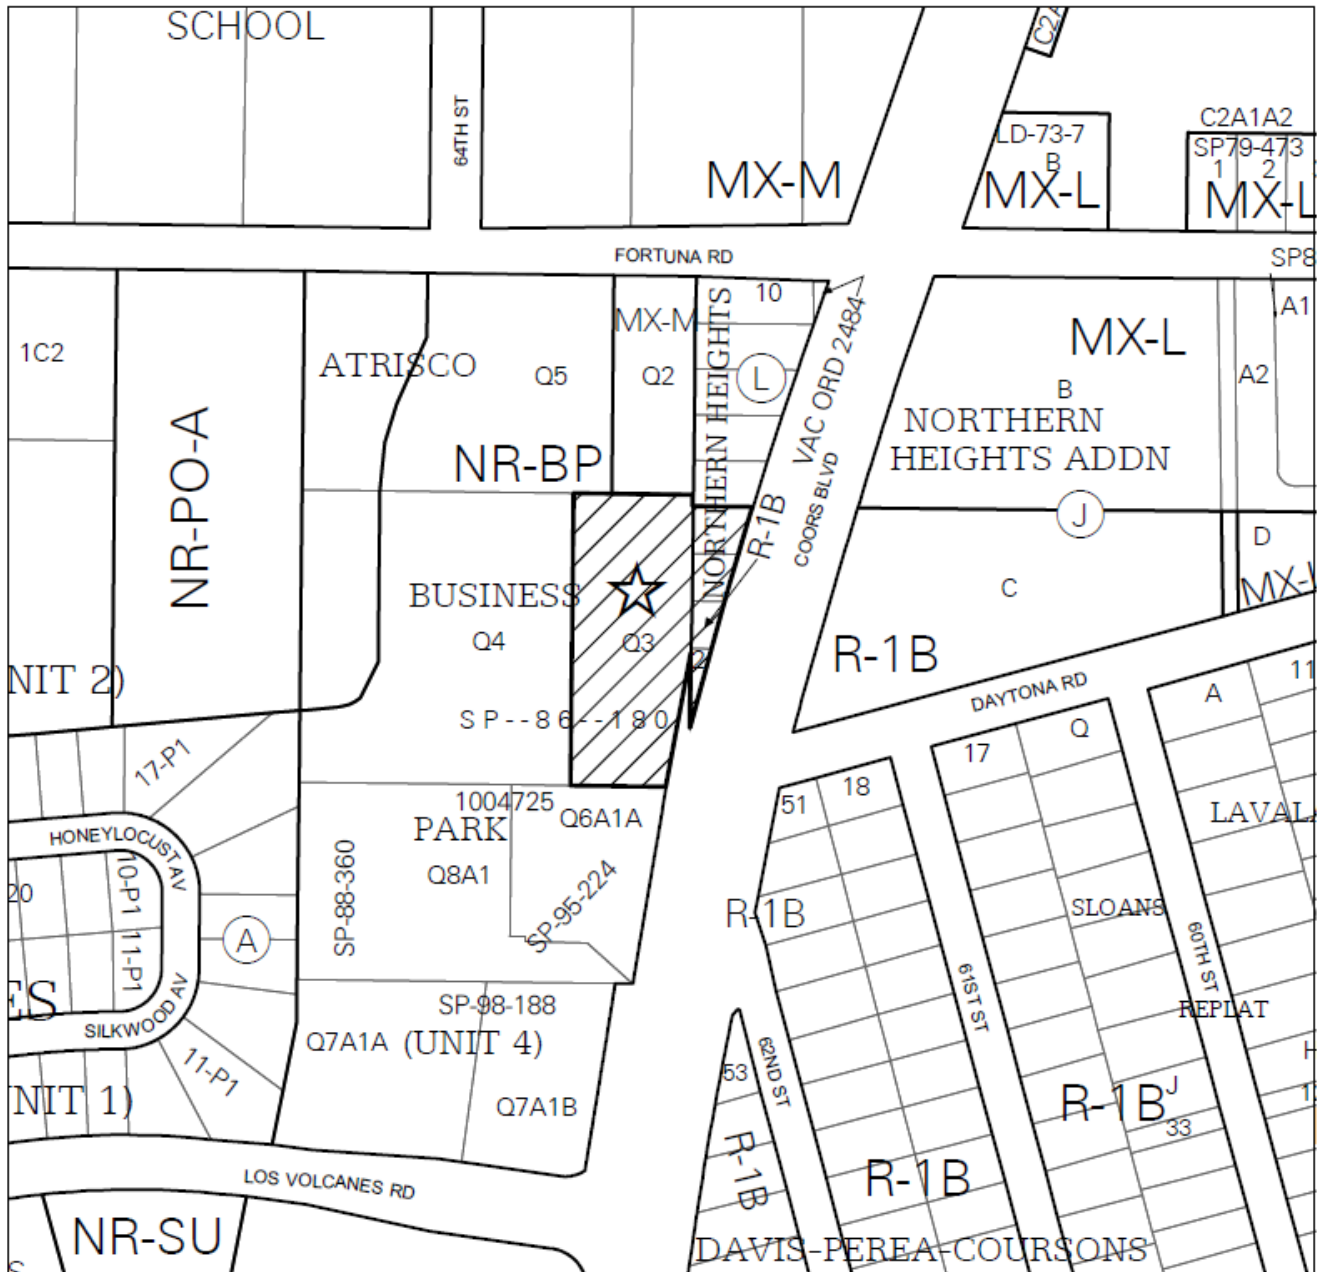 SCHOOL
64TH ST
MX-M
C2A
LD-73-7
B
MX-L
C2A1A2
SP79-473
1
2
MX-L
FORTUNA RD
SP8
1C2
NR-PO-A
ATRISCO
Q5
MX-M
Q2
NORTHERN HEIGHTS
10
L
VAC ORD 2484
COORS BLVD
R-1B
MX-L
B
NORTHERN
HEIGHTS ADDN
A1
A2
NR-BP
J
D
MX-L
BUSINESS
Q4
Q3
2
C
R-1B
NIT 2)
SP--86--180
DAYTONA RD
17-P1
17
Q
A
11
HONEYLOCUST AV
1004725
PARK
Q6A1A
Q8A1
SP-88-360
SP-95-224
51
18
LAVAL
20
10-P1
11-P1
A
R-1B
SLOANS
60TH ST
61ST ST
REPLAT
ES
SILKWOOD AV
SP-98-188
Q7A1A
(UNIT 4)
11-P1
Q7A1B
NIT 1)
53
62ND ST
R-1B
J
33
H
R-1B
R-1B
LOS VOLCANES RD
NR-SU
DAVIS-PEREA-COURSONS